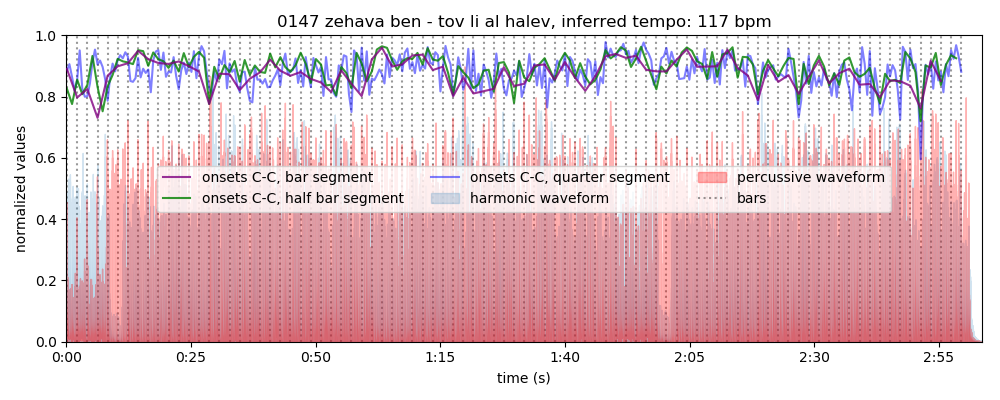 0147 zehava ben - tov li al halev, inferred tempo: 117 bpm
1.0
0.8
0.6
0.4
0.2
0.0
normalized values
onsets C-C, bar segment
onsets C-C, half bar segment
onsets C-C, quarter segment
harmonic waveform
percussive waveform
bars
0:00 0:25 0:50 1:15 1:40 2:05 2:30 2:55
time (s)